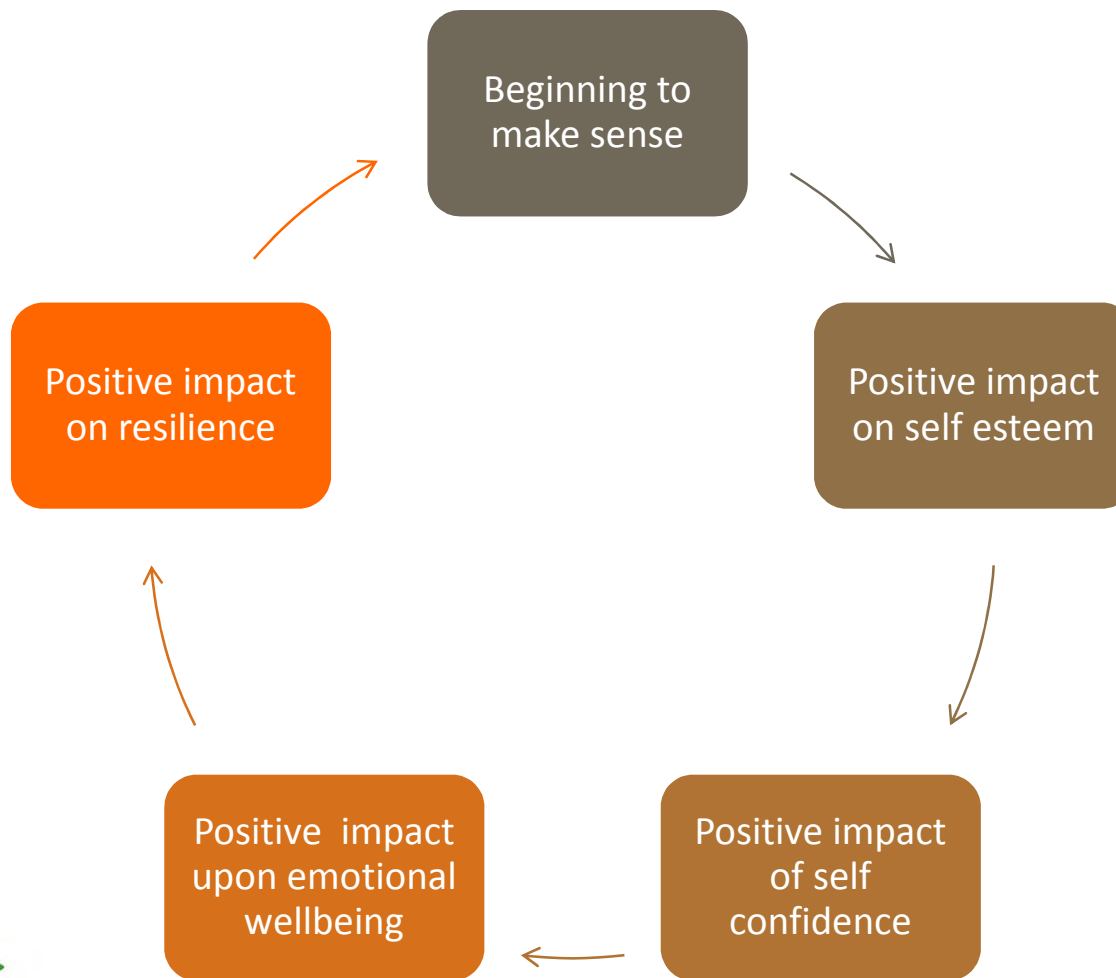 Beginning to
make sense
Positive impact
on self esteem
Positive impact
of self
confidence
Positive  impact
upon emotional
wellbeing
Positive impact
on resilience